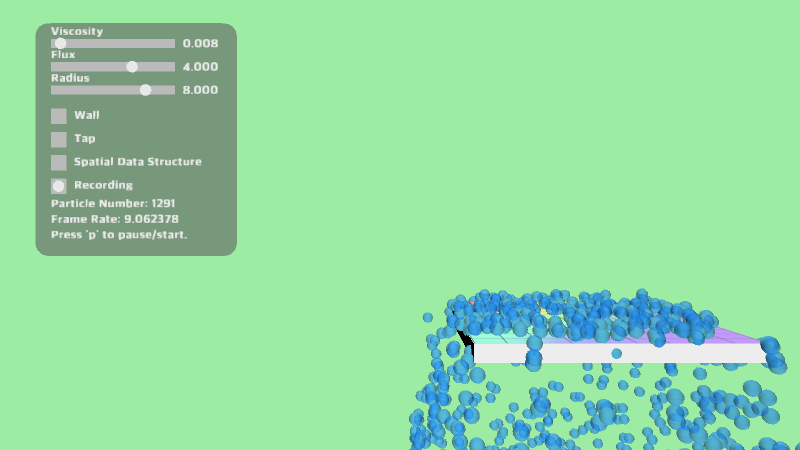 Viscosity
0.008
Flux
4.000
Radius
8.000
Wall
Tap
Spatial Data Structure
Recording
Particle Number: 1291
Frame Rate: 9.062378
Press 'p' to pause/start.